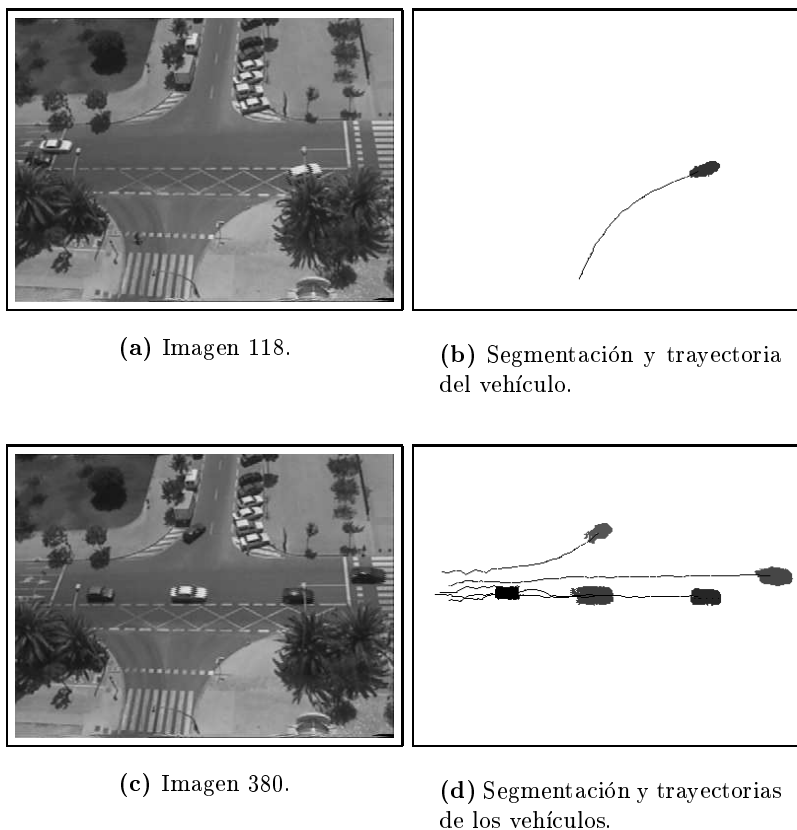 (a) Imagen 118.
(b) Segmentación y trayectoria
del vehículo.
(c) Imagen 380.
(d) Segmentación y trayectorias
de los vehículos.